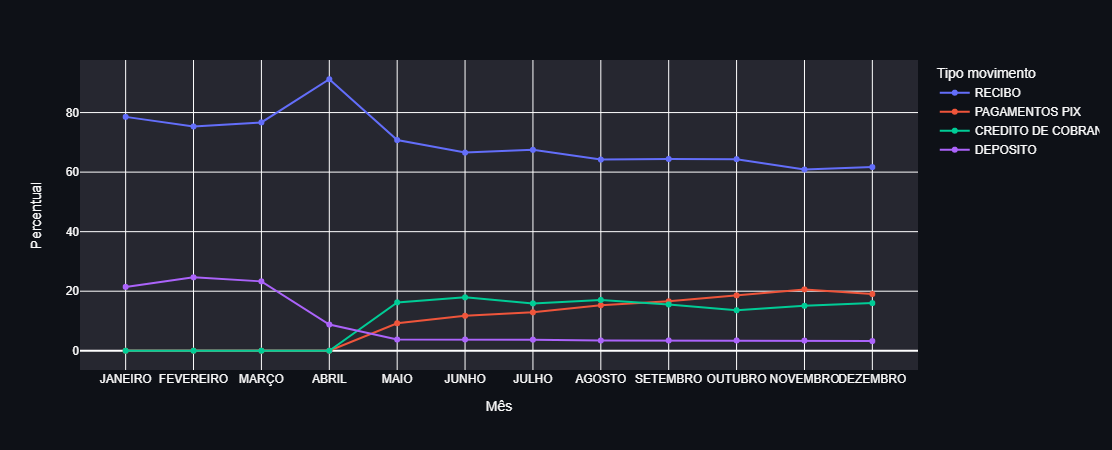 Tipo movimento
RECIBO
PAGAMENTOS PIX
CREDITO DE COBRAN
DEPOSITO
Percentual
80
60
40
20
0
JANEIRO FEVEREIRO MARÇO ABRIL MAIO JUNHO JULHO AGOSTO SETEMBRO OUTUBRO NOVEMBRO DEZEMBRO
Mês